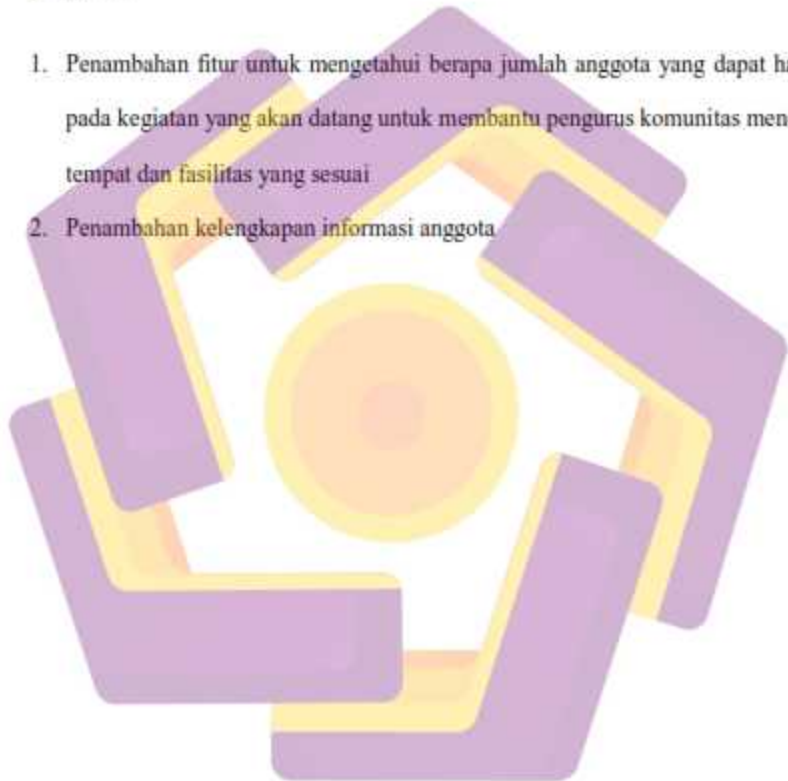 1. Penambahan fitur untuk mengetahui berapa jumlah anggota yang dapat
pada kegiatan yang akan datang untuk membantu pengurus komunitas
tempat dan fasilitas yang sesuai
2. Penambahan kelengkapan informasi anggota